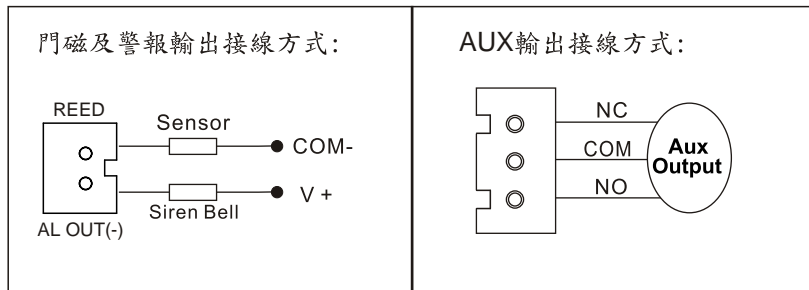 門磁及警報輸出接線方式:
REED
Sensor
COM-
V +
Siren Bell
AL OUT(-)
AUX輸出接線方式:
NC
COM
NO
Aux
Output